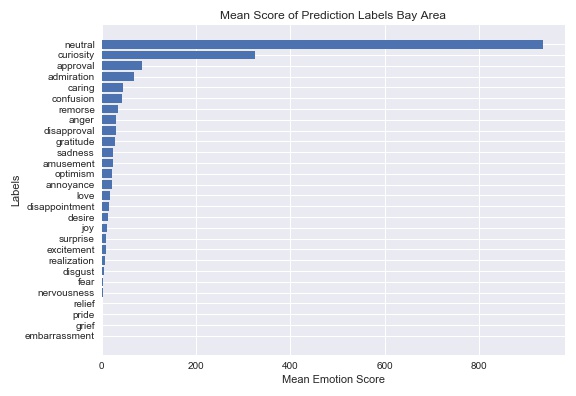 Mean Score of Prediction Labels Bay Area
Labels
neutral
curiosity
approval
admiration
caring
confusion
remorse
anger
disapproval
gratitude
sadness
amusement
optimism
annoyance
love
disappointment
desire
joy
surprise
excitement
realization
disgust
fear
nervousness
relief
pride
grief
embarrassment
0 200 400 600 800
Mean Emotion Score